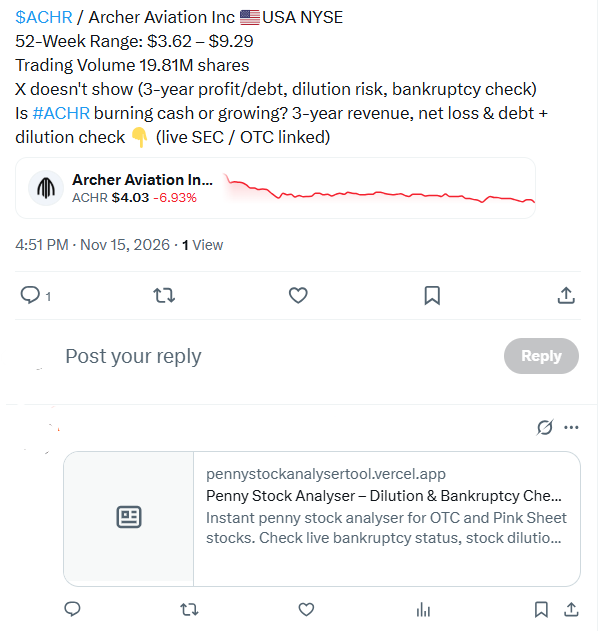 $ACHR / Archer Aviation Inc 🇺🇸USA NYSE
52-Week Range: $3.62 – $9.29
Trading Volume 19.81M shares
X doesn't show (3-year profit/debt, dilution risk, bankruptcy check)
Is #ACHR burning cash or growing? 3-year revenue, net loss & debt +
dilution check 👇 (live SEC / OTC linked)
Archer Aviation In...
ACHR $4.03 -6.93%
4:51 PM · Nov 15, 2026 · 1 View
1
Post your reply
Reply
pennystockanalysertool.vercel.app
Penny Stock Analyser – Dilution & Bankruptcy Che...
Instant penny stock analyser for OTC and Pink Sheet
stocks. Check live bankruptcy status, stock dilutio...